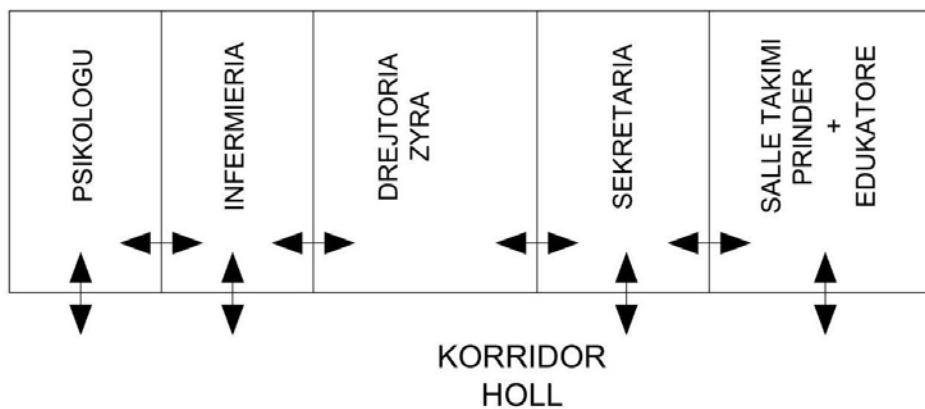 PSIKOLOGU
INFERMIERIA
DREJTORIA
ZYRA
SEKRETARIA
SALLE TAKIMI
PRINDER
+
EDUKATORE
KORRIDOR
HOLL